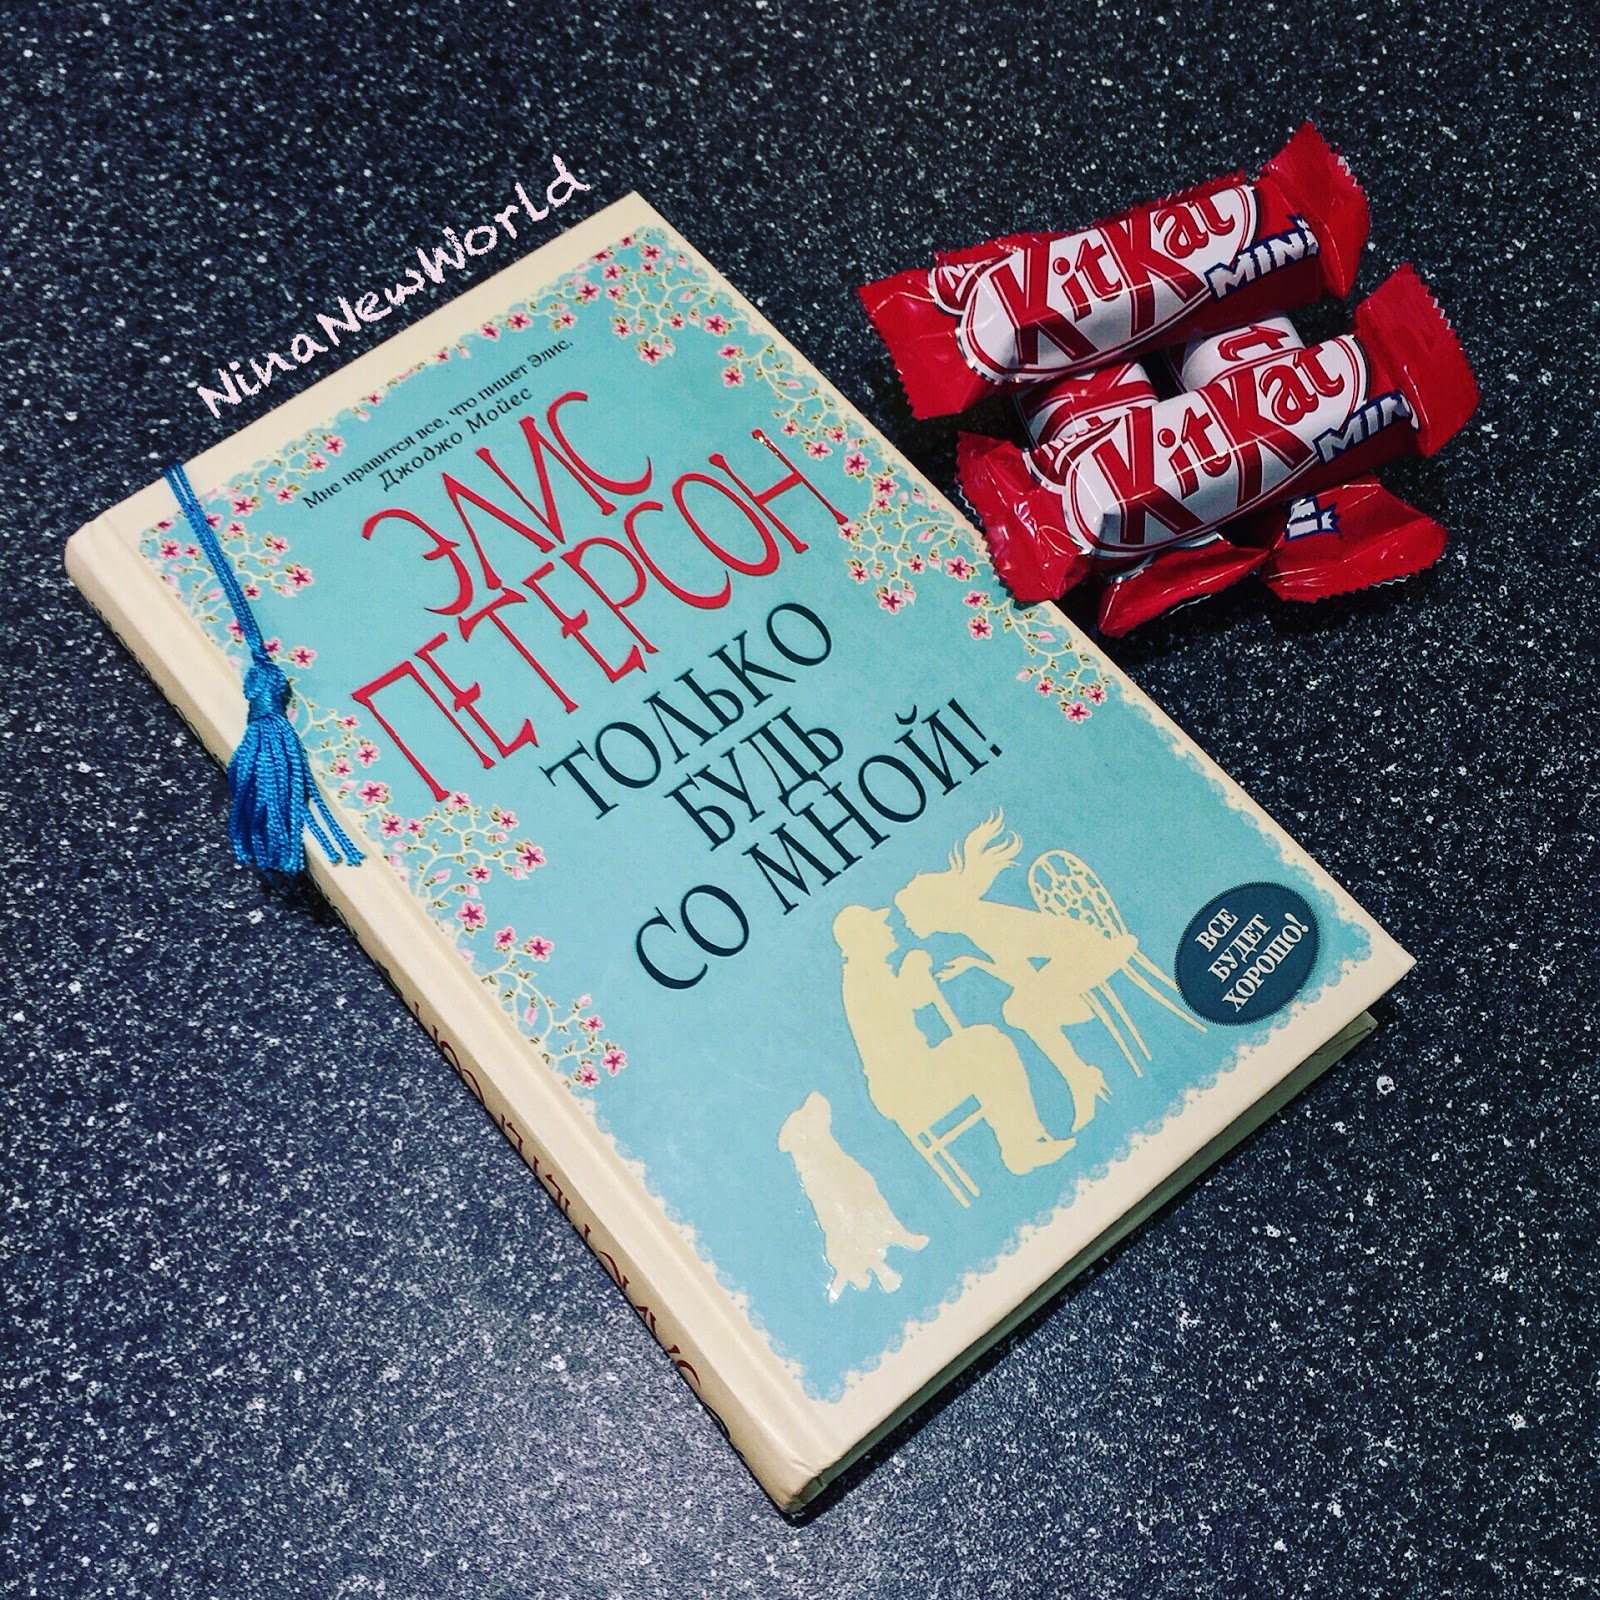 NinaNewWorld
Мне нравится все, что пишет Элис.
Джоджо Мойес
ЭЛИС
ПЕТЕРСОН
ТОЛЬКО
БУДЬ
СО МНОЙ!
ВСЕ
БУДЕТ
ХОРОШО!
KitKat
MINI
KitKat
MINI